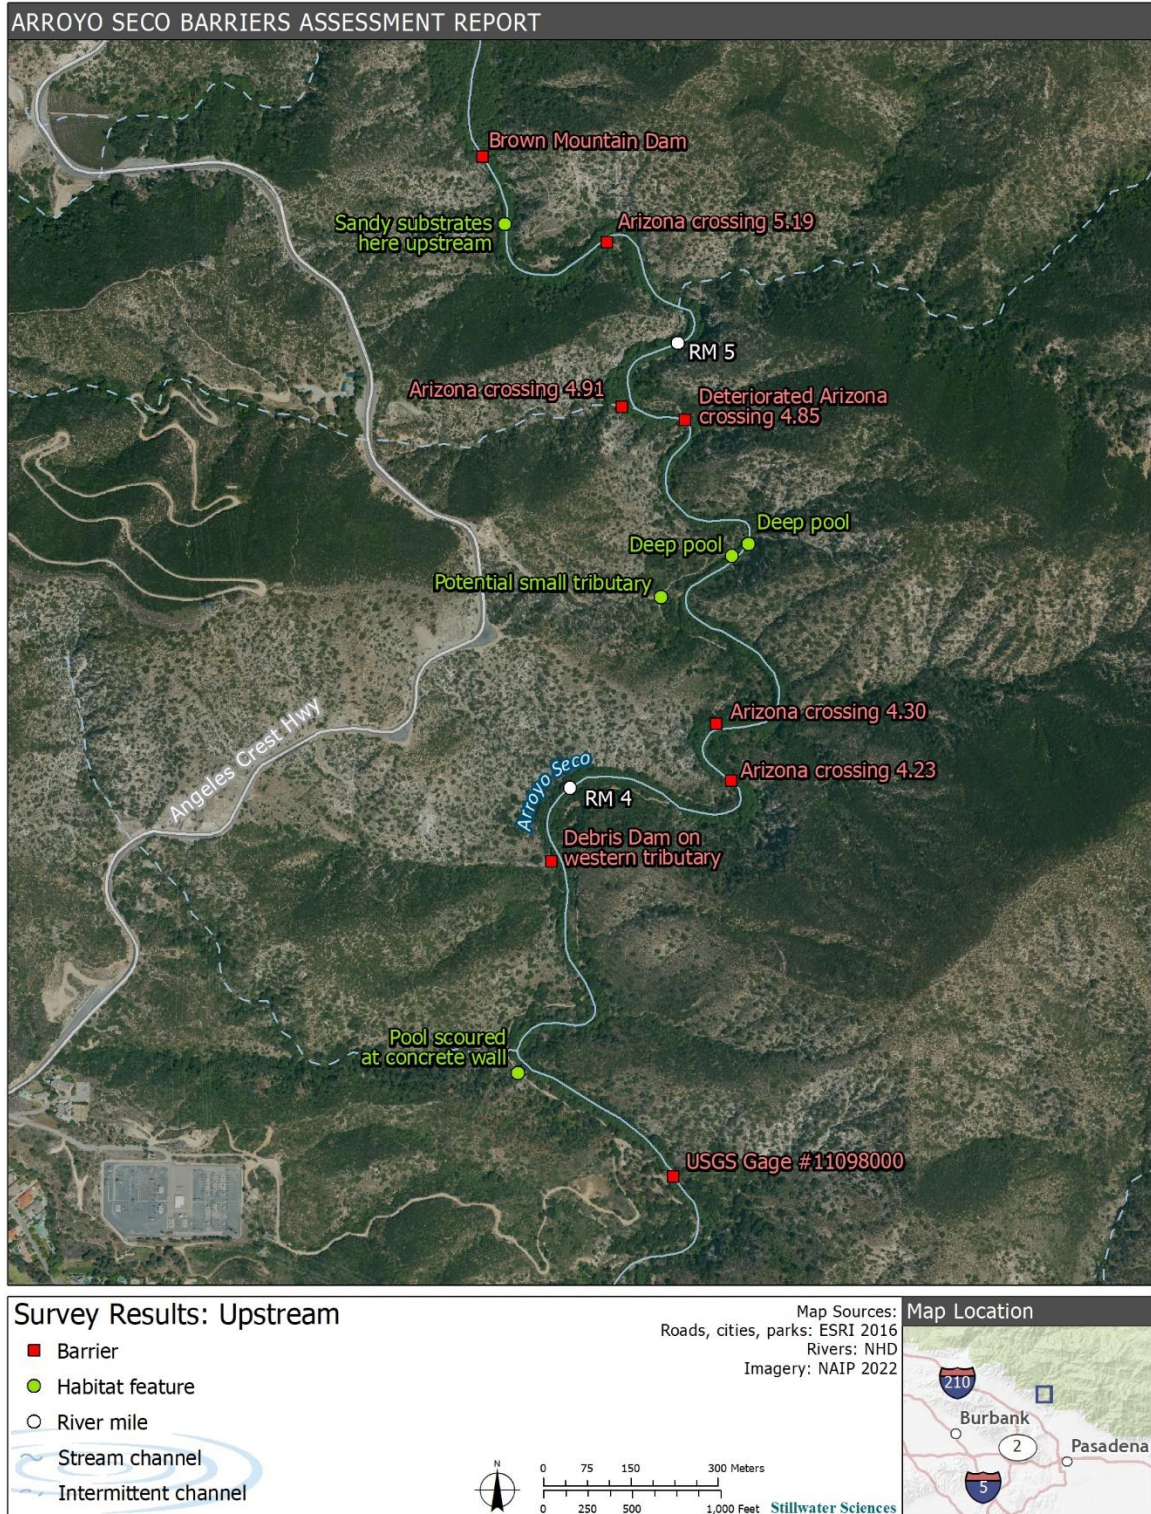 ARROYO SECO BARRIERS ASSESSMENT REPORT
Brown Mountain Dam
Sandy substrates
here upstream
Arizona crossing 5.19
RM 5
Arizona crossing 4.91
Deteriorated Arizona
crossing 4.85
Deep pool
Deep pool
Potential small tributary
Arizona crossing 4.30
Angeles Crest Hwy
Arroyo Seco
Arizona crossing 4.23
RM 4
Debris Dam on
western tributary
Pool scoured
at concrete wall
USGS Gage #11098000
Survey Results: Upstream
Barrier
Habitat feature
River mile
Stream channel
Intermittent channel
N
0 75 150 300 Meters
0 250 500 1,000 Feet
Stillwater Sciences
Map Sources:
Roads, cities, parks: ESRI 2016
Rivers: NHD
Imagery: NAIP 2022
Map Location
210
Burbank
2
Pasadena
5